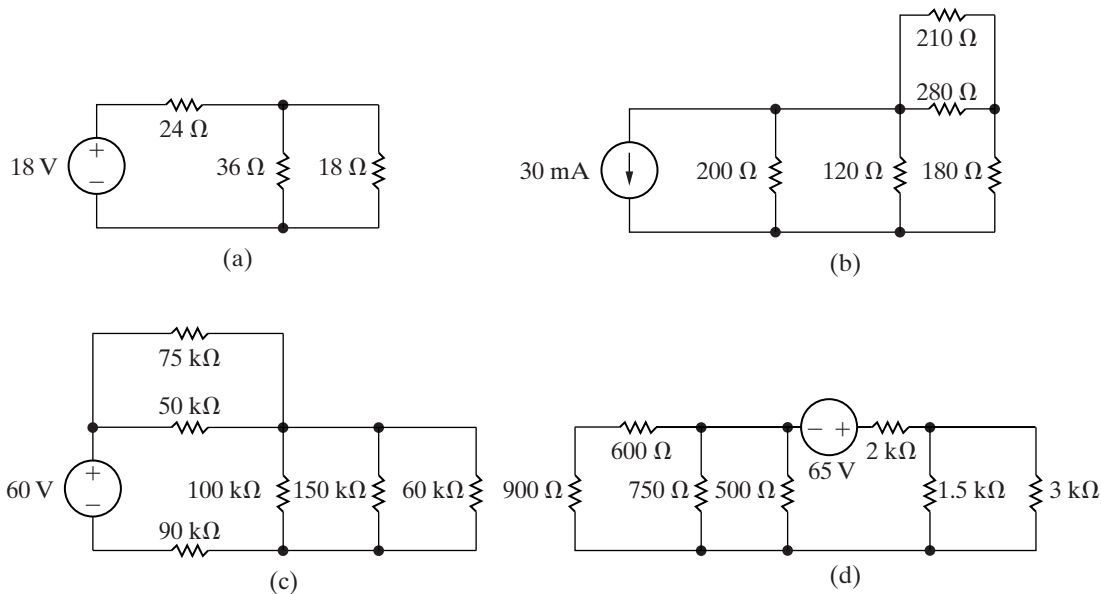 24 Ω
18 V
+
−
36 Ω
18 Ω
(a)
210 Ω
280 Ω
30 mA
200 Ω
120 Ω
180 Ω
(b)
75 kΩ
50 kΩ
60 V
+
−
100 kΩ
150 kΩ
60 kΩ
90 kΩ
(c)
600 Ω
− +
65 V
2 kΩ
900 Ω
750 Ω
500 Ω
1.5 kΩ
3 kΩ
(d)